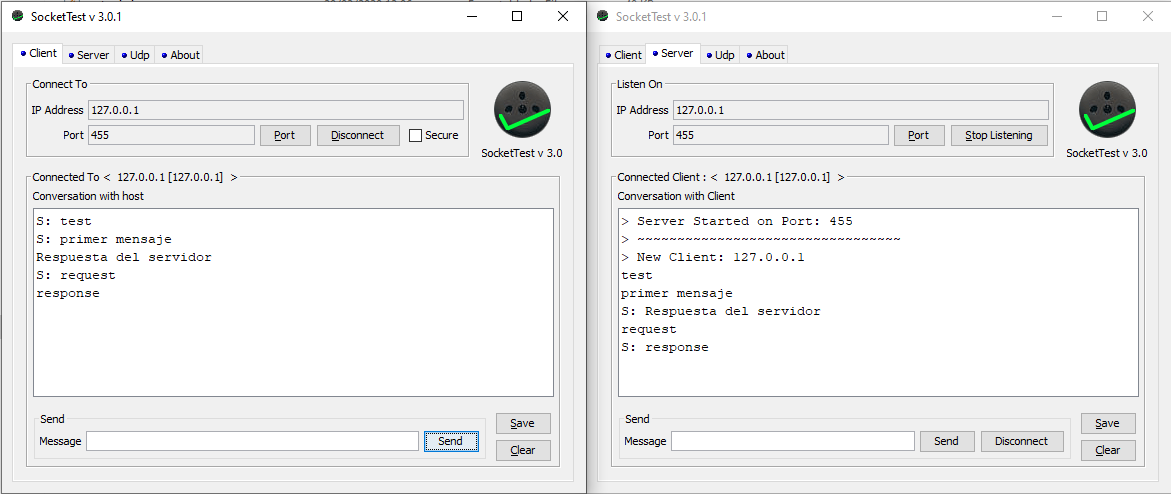 SocketTest v 3.0.1
Client Server Udp About
Connect To
IP Address 127.0.0.1
Port 455 Port Disconnect Secure
SocketTest v 3.0
Connected To < 127.0.0.1 [127.0.0.1] >
Conversation with host
S: test
S: primer mensaje
Respuesta del servidor
S: request
response
Send
Message Send
Save
Clear
SocketTest v 3.0.1
Client Server Udp About
Listen On
IP Address 127.0.0.1
Port 455 Port Stop Listening
SocketTest v 3.0
Connected Client : < 127.0.0.1 [127.0.0.1] >
Conversation with Client
> Server Started on Port: 455
> ~~~~~~~~~~~~~~~~~~~~~~~~~~~~~~~~~
> New Client: 127.0.0.1
test
primer mensaje
S: Respuesta del servidor
request
S: response
Send
Message Send Disconnect
Save
Clear